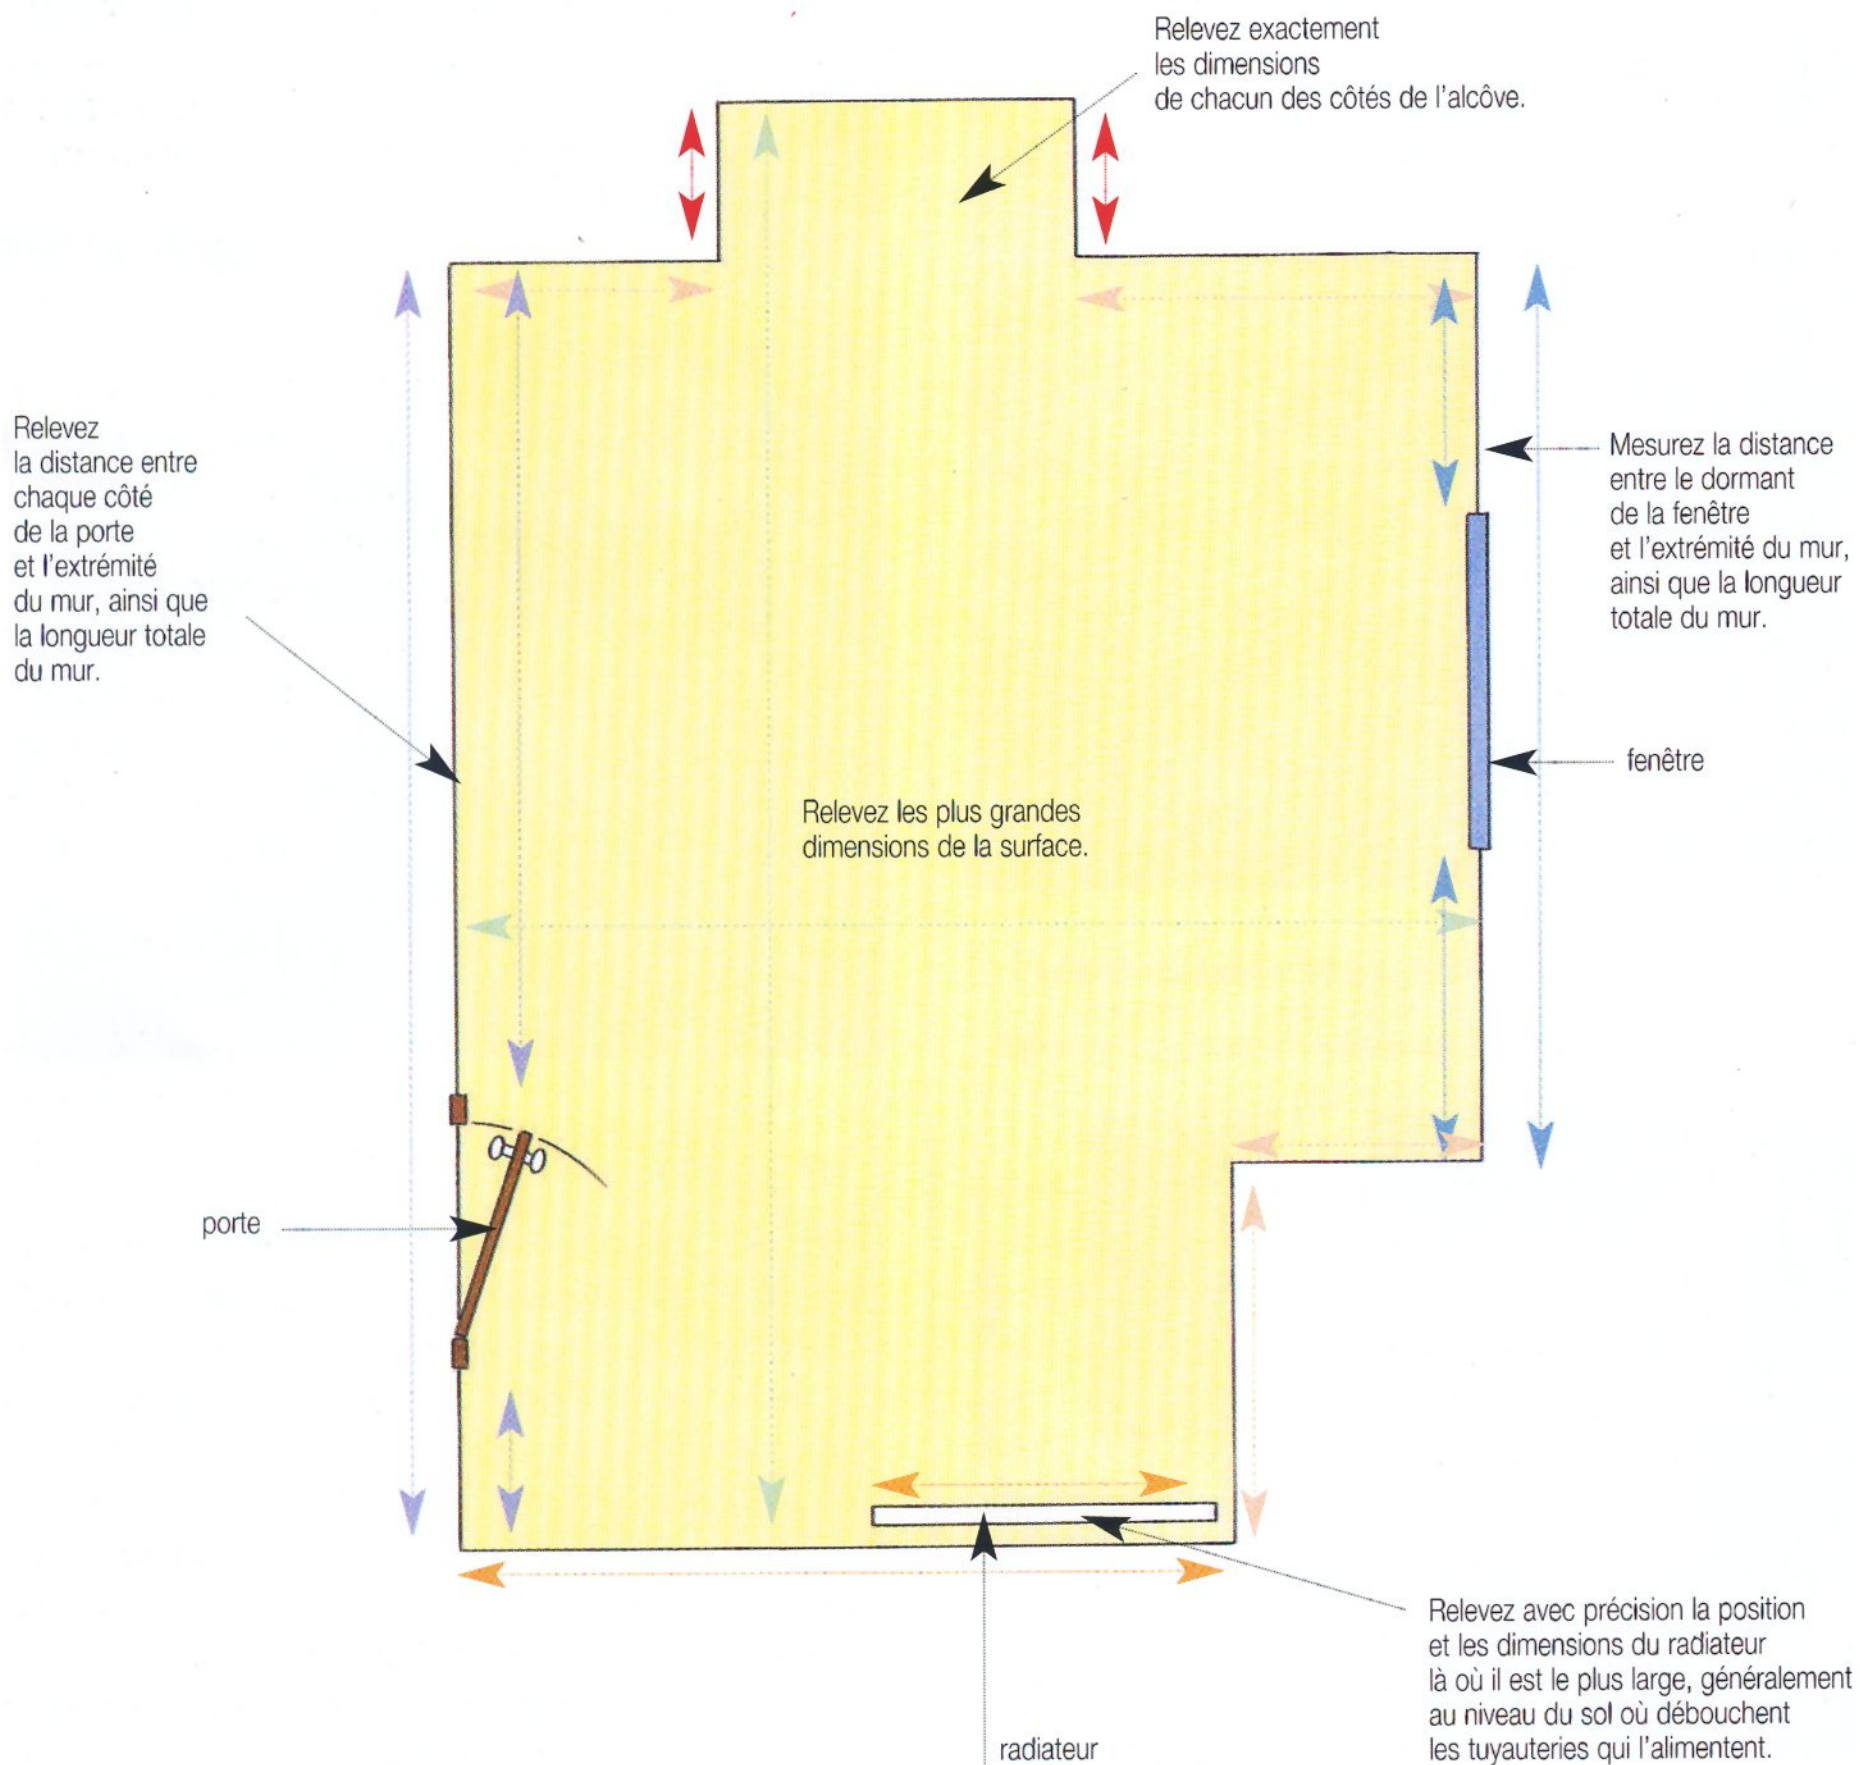 Relevez exactement
les dimensions
de chacun des côtés de l'alcôve.
Relevez
la distance entre
chaque côté
de la porte
et l'extrémité
du mur, ainsi que
la longueur totale
du mur.
Mesurez la distance
entre le dormant
de la fenêtre
et l'extrémité du mur,
ainsi que la longueur
totale du mur.
fenêtre
Relevez les plus grandes
dimensions de la surface.
porte
Relevez avec précision la position
et les dimensions du radiateur
là où il est le plus large, généralement
au niveau du sol où débouchent
les tuyauteries qui l'alimentent.
radiateur